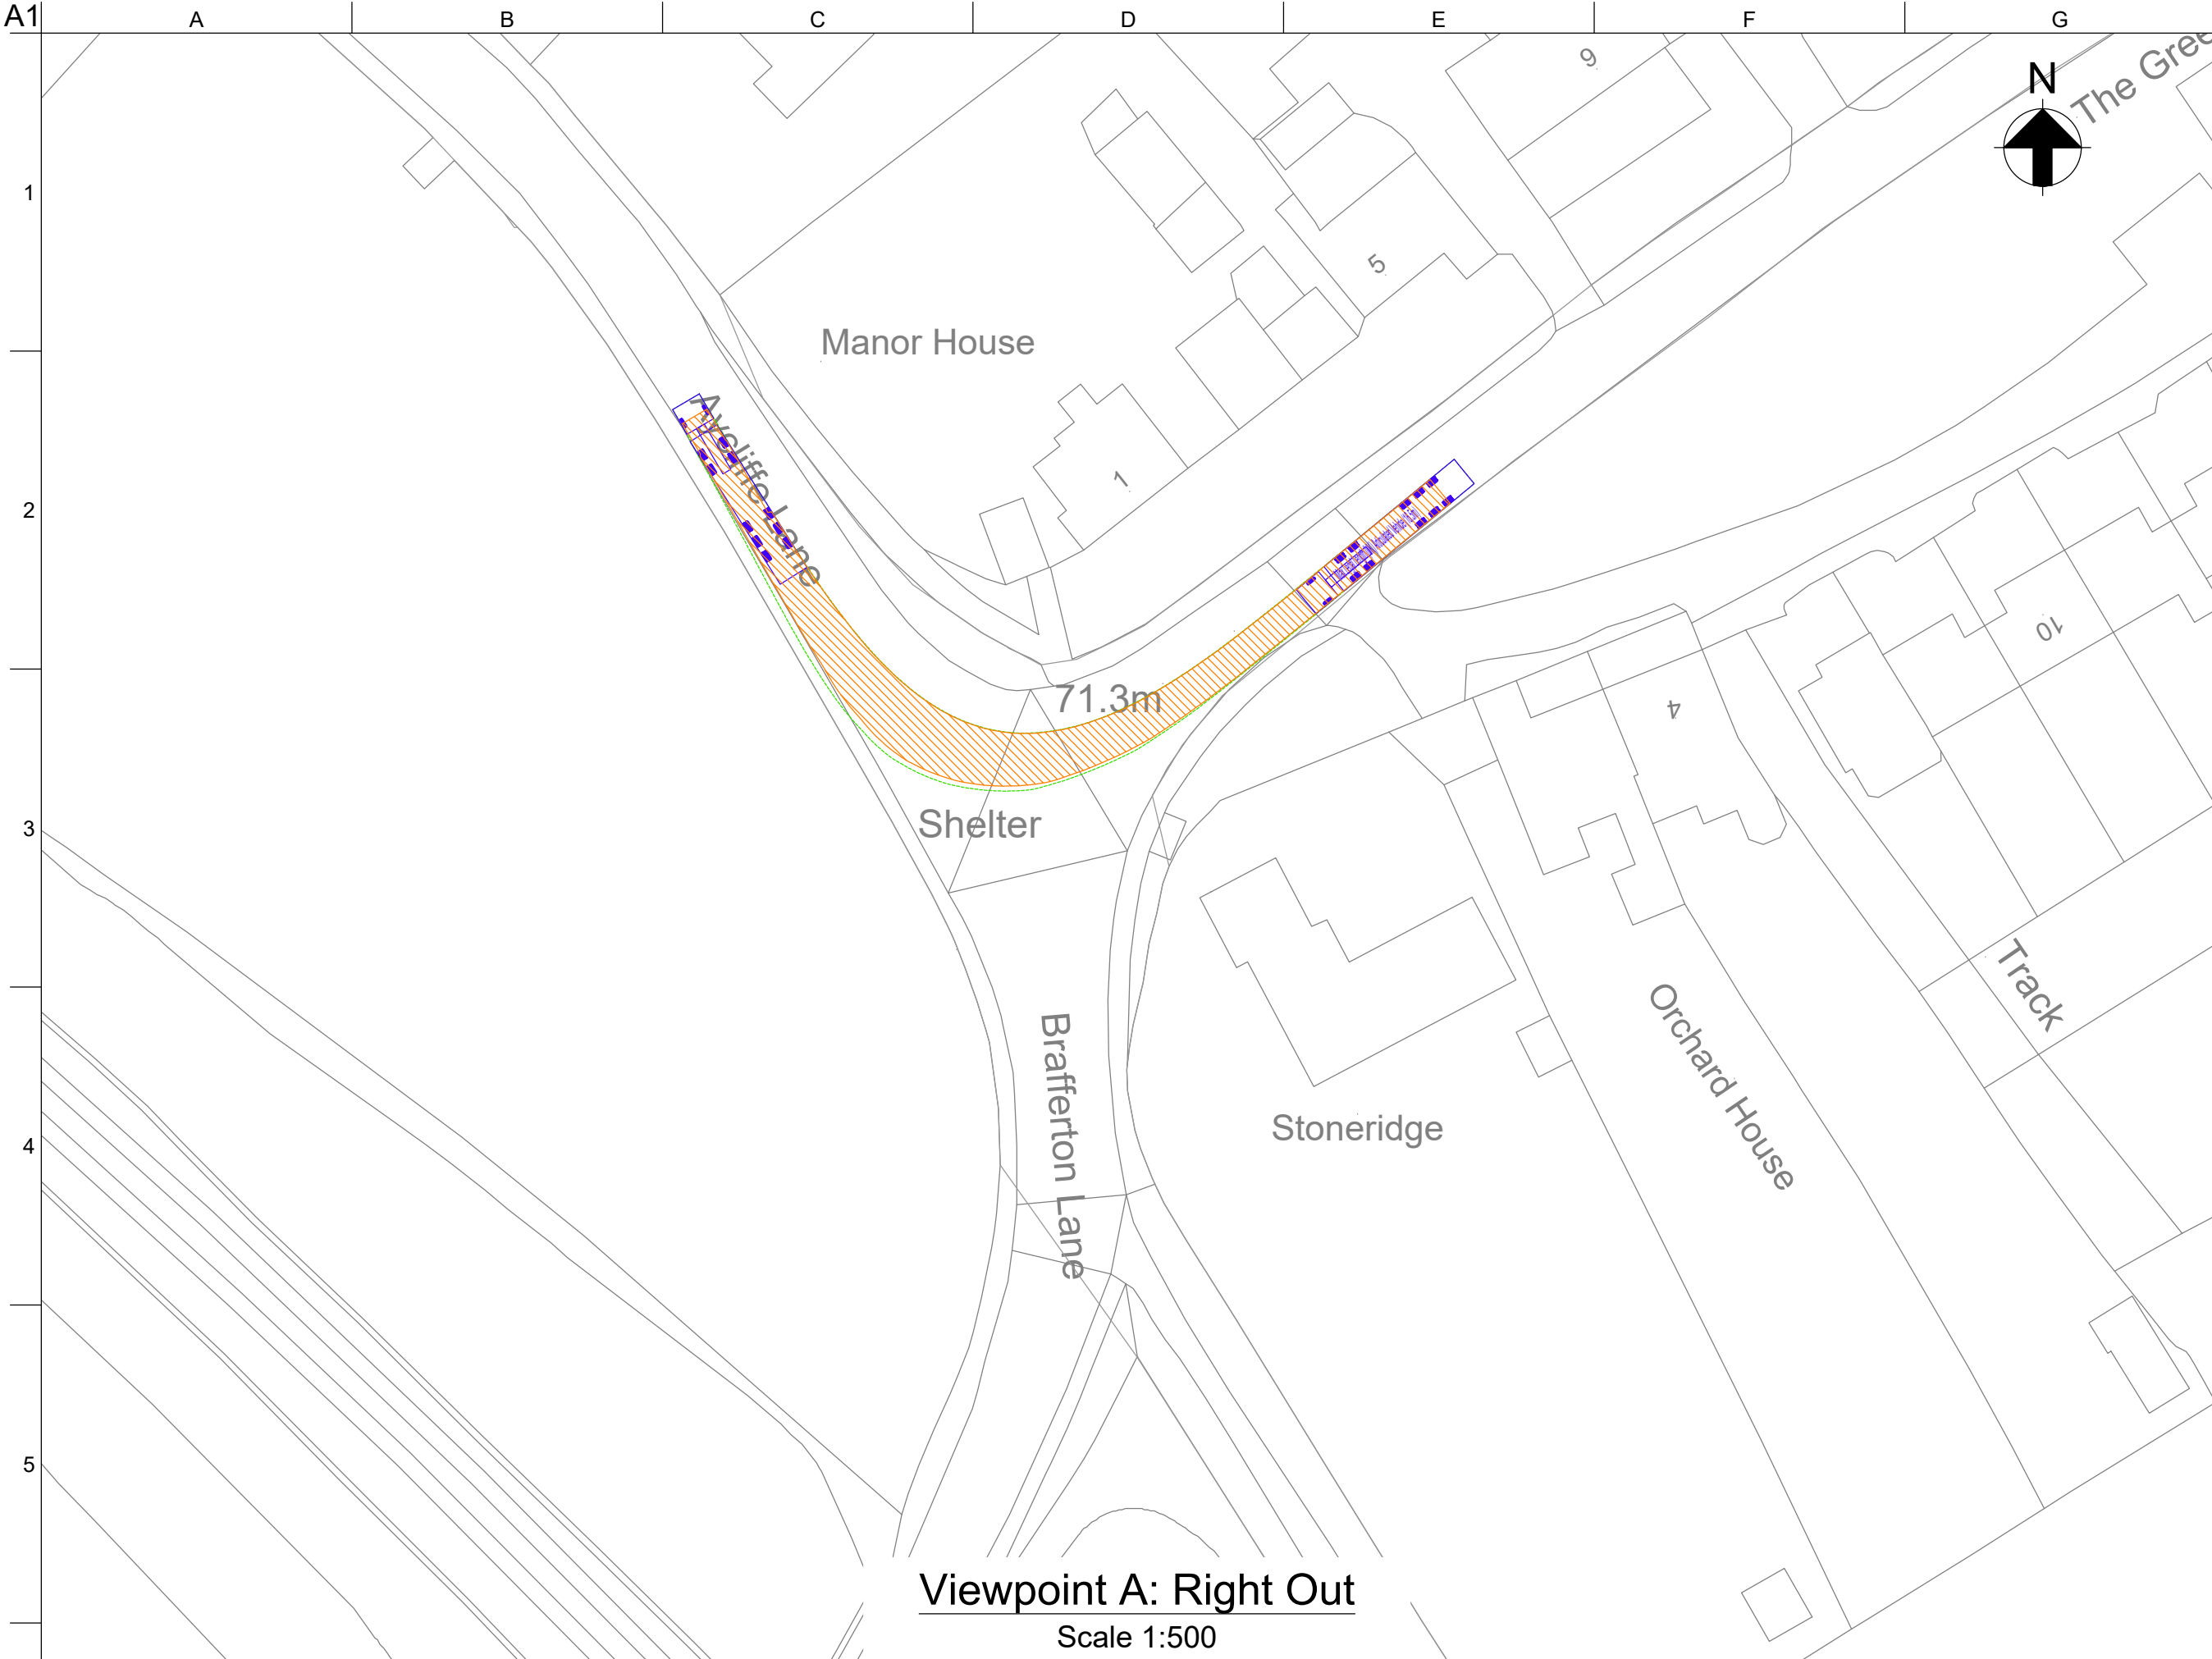 A1
A
B
C
D
E
F
G
N
The Gree
9
1
5
Manor House
Aycliffe Lane
1
2
10
71.3m
4
Shelter
3
Track
Orchard House
Brafferton Lane
Stoneridge
4
5
Viewpoint A: Right Out
Scale 1:500